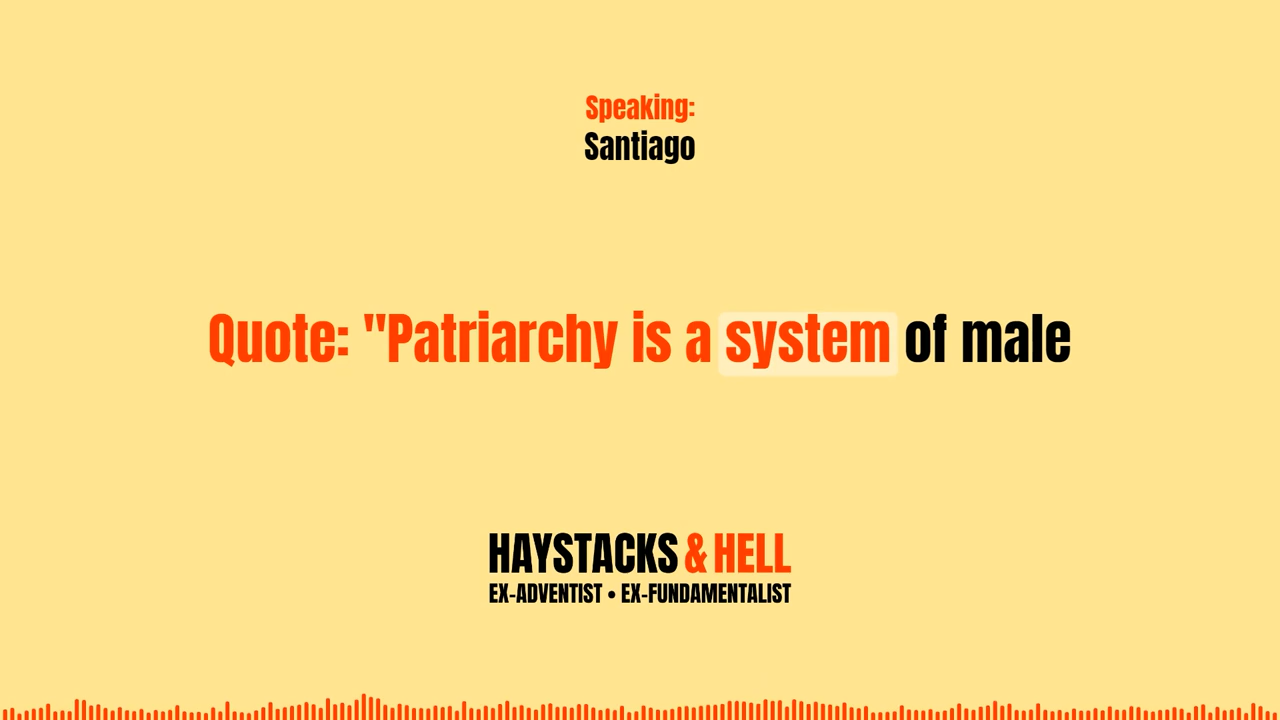 Speaking:
Santiago
Quote: "Patriarchy is a system of male
HAYSTACKS & HELL
EX-ADVENTIST • EX-FUNDAMENTALIST